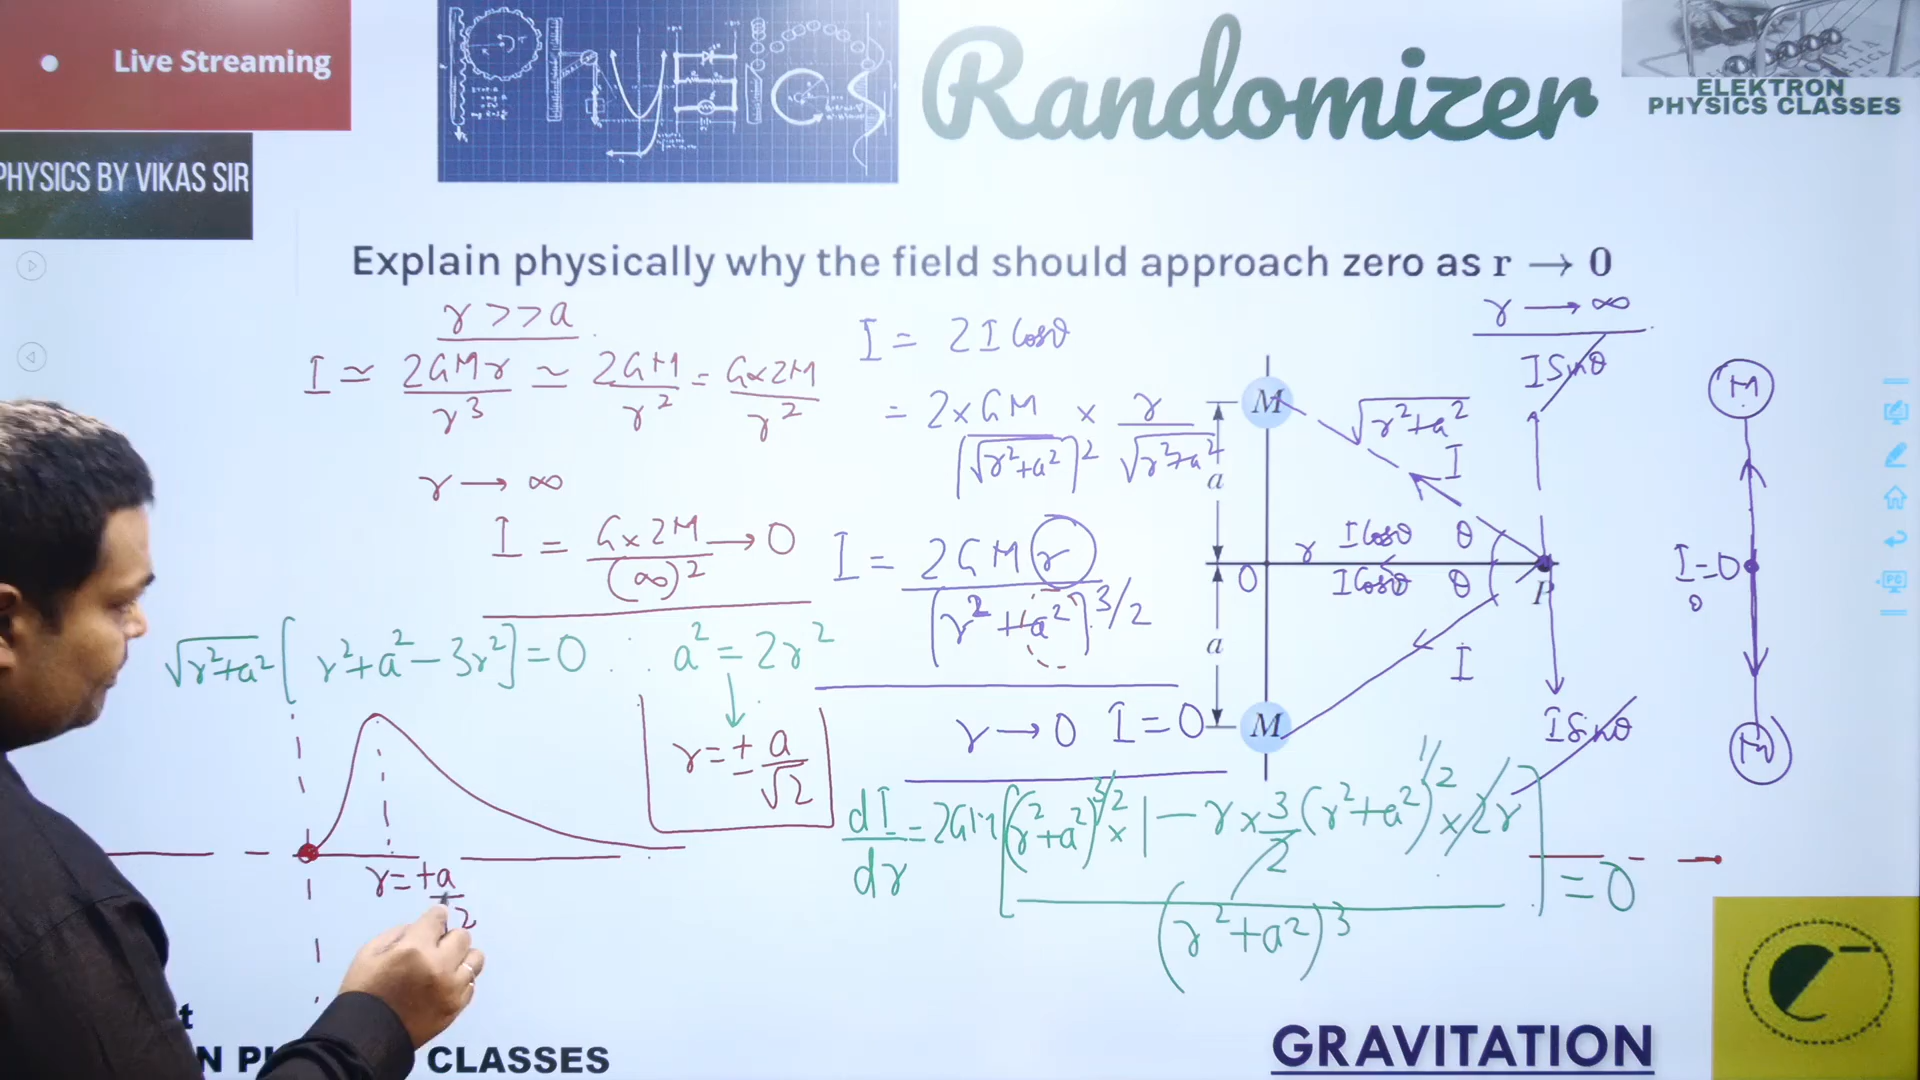 Live Streaming
Physics
Randomizer
ELEKTRON
PHYSICS CLASSES
PHYSICS BY VIKAS SIR
Explain physically why the field should approach zero as r → 0
r >> a
I ≃ 2GMr/r³ ≃ 2GM/r² = G×2M/r²
r → ∞
I = G×2M/(∞)² → 0
I = 2I cosθ
= 2×GM/[√r²+a²]² × r/√r²+a²
I = 2GMr/[r²+a²]^3/2
r → 0 I = 0
r → ∞
I sinθ
M
√r²+a²
I
a
I cosθ
θ
r
O
I cosθ
θ
P
a
I
M
I sinθ
M
I = 0
M
√r²+a² [r²+a²-3r²] = 0 ∴ a² = 2r²
r = ± a/√2
dI/dr = 2GM [(r²+a²)^3/2 × 1 − r × 3/2 (r²+a²)^1/2 × 2r]/(r²+a²)³ = 0
r = +a/2
PC
CLASSES
GRAVITATION